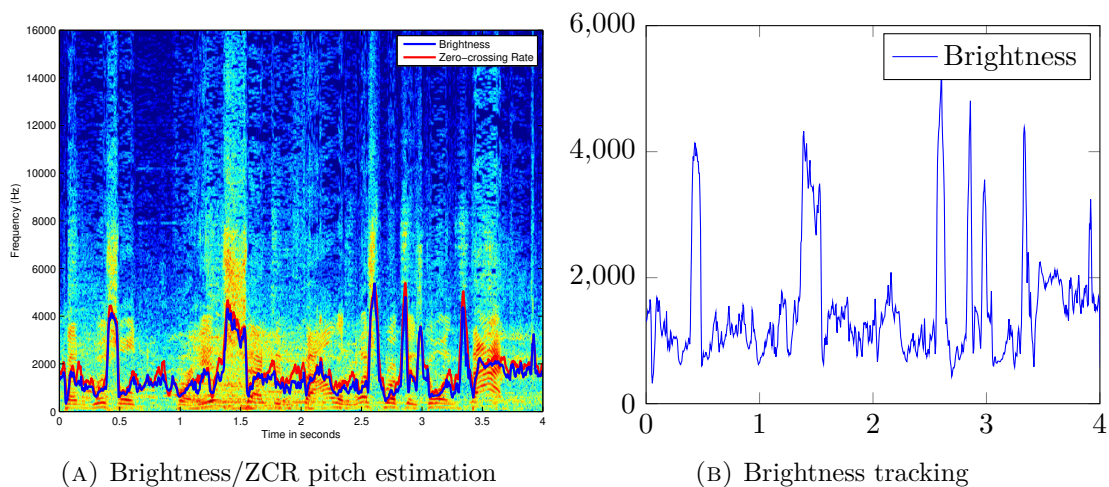 16000
14000
12000
10000
8000
6000
4000
2000
0
Frequency (Hz)
0 0.5 1 1.5 2 2.5 3 3.5 4
Time in seconds
Brightness
Zero−crossing Rate
(A) Brightness/ZCR pitch estimation
6,000
4,000
2,000
0
0 1 2 3 4
Brightness
(B) Brightness tracking